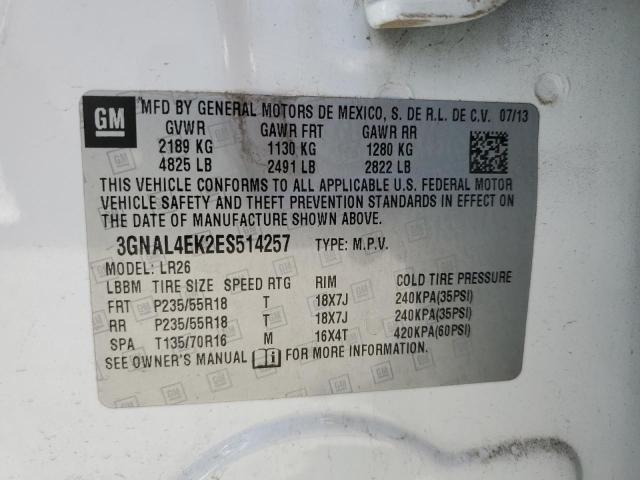 GM MFD BY GENERAL MOTORS DE MEXICO, S. DE R.L. DE C.V. 07/13
GVWR GAWR FRT GAWR RR
2189 KG 1130 KG 1280 KG
4825 LB 2491 LB 2822 LB
THIS VEHICLE CONFORMS TO ALL APPLICABLE U.S. FEDERAL MOTOR
VEHICLE SAFETY AND THEFT PREVENTION STANDARDS IN EFFECT ON
THE DATE OF MANUFACTURE SHOWN ABOVE.
3GNAL4EK2ES514257 TYPE: M.P.V.
MODEL: LR26
LBBM TIRE SIZE SPEED RTG RIM COLD TIRE PRESSURE
FRT P235/55R18 T 18X7J 240KPA(35PSI)
RR P235/55R18 T 18X7J 240KPA(35PSI)
SPA T135/70R16 M 16X4T 420KPA(60PSI)
SEE OWNER'S MANUAL FOR MORE INFORMATION.